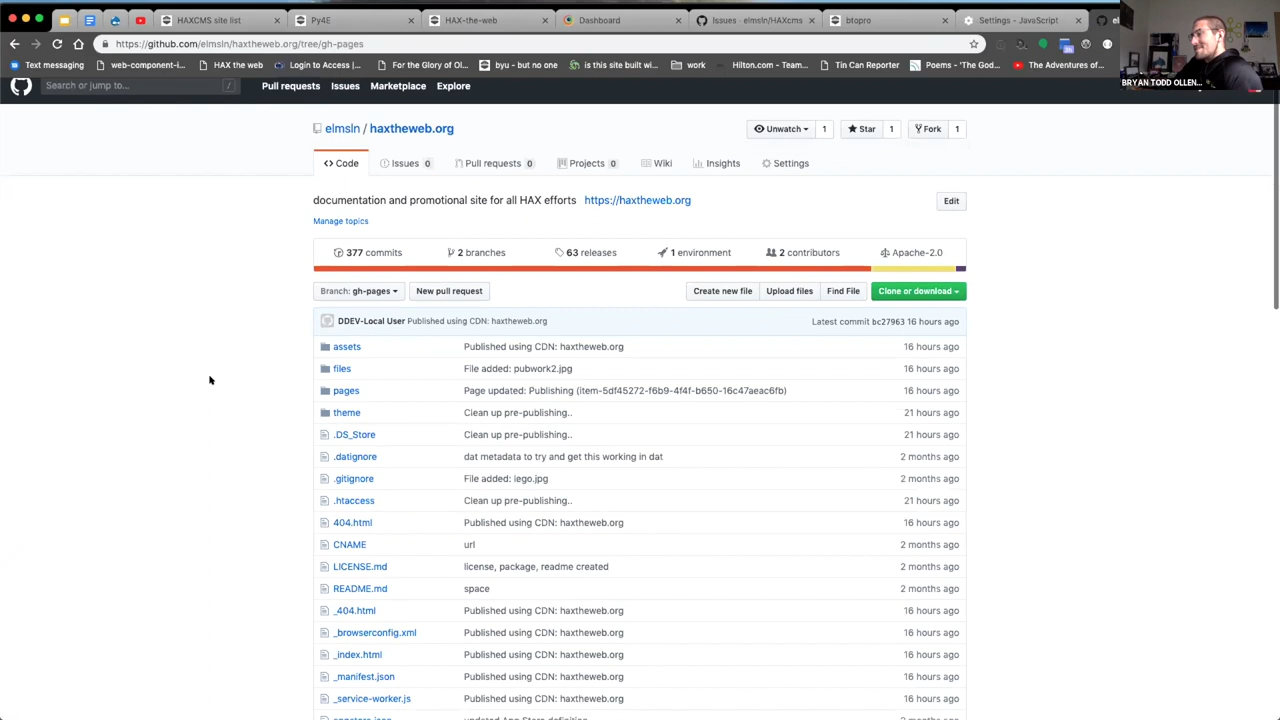 HAXCMS site list
Py4E
HAX-the-web
Dashboard
Issues · elmsln/HAXcms
btopro
Settings - JavaScript
el
https://github.com/elmsln/haxtheweb.org/tree/gh-pages
Text messaging
web-component-i...
HAX the web
Login to Access |...
For the Glory of Ol...
byu - but no one
is this site built wi...
work
Hilton.com - Team...
Tin Can Reporter
Poems - 'The God...
The Adventures of...
BRYAN TODD OLLEN...
Search or jump to...
/
Pull requests
Issues
Marketplace
Explore
elmsln / haxtheweb.org
Unwatch
1
Star
1
Fork
1
Code
Issues 0
Pull requests 0
Projects 0
Wiki
Insights
Settings
documentation and promotional site for all HAX efforts https://haxtheweb.org
Edit
Manage topics
377 commits
2 branches
63 releases
1 environment
2 contributors
Apache-2.0
Branch: gh-pages
New pull request
Create new file
Upload files
Find File
Clone or download
DDEV-Local User Published using CDN: haxtheweb.org
Latest commit bc27963 16 hours ago
assets Published using CDN: haxtheweb.org 16 hours ago
files File added: pubwork2.jpg 16 hours ago
pages Page updated: Publishing (item-5df45272-f6b9-4f4f-b650-16c47aeac6fb) 16 hours ago
theme Clean up pre-publishing.. 21 hours ago
.DS_Store Clean up pre-publishing.. 21 hours ago
.datignore dat metadata to try and get this working in dat 2 months ago
.gitignore File added: iego.jpg 2 months ago
.htaccess Clean up pre-publishing.. 21 hours ago
404.html Published using CDN: haxtheweb.org 16 hours ago
CNAME url 2 months ago
LICENSE.md license, package, readme created 2 months ago
README.md space 2 months ago
_404.html Published using CDN: haxtheweb.org 16 hours ago
_browserconfig.xml Published using CDN: haxtheweb.org 16 hours ago
_index.html Published using CDN: haxtheweb.org 16 hours ago
_manifest.json Published using CDN: haxtheweb.org 16 hours ago
_service-worker.js Published using CDN: haxtheweb.org 16 hours ago